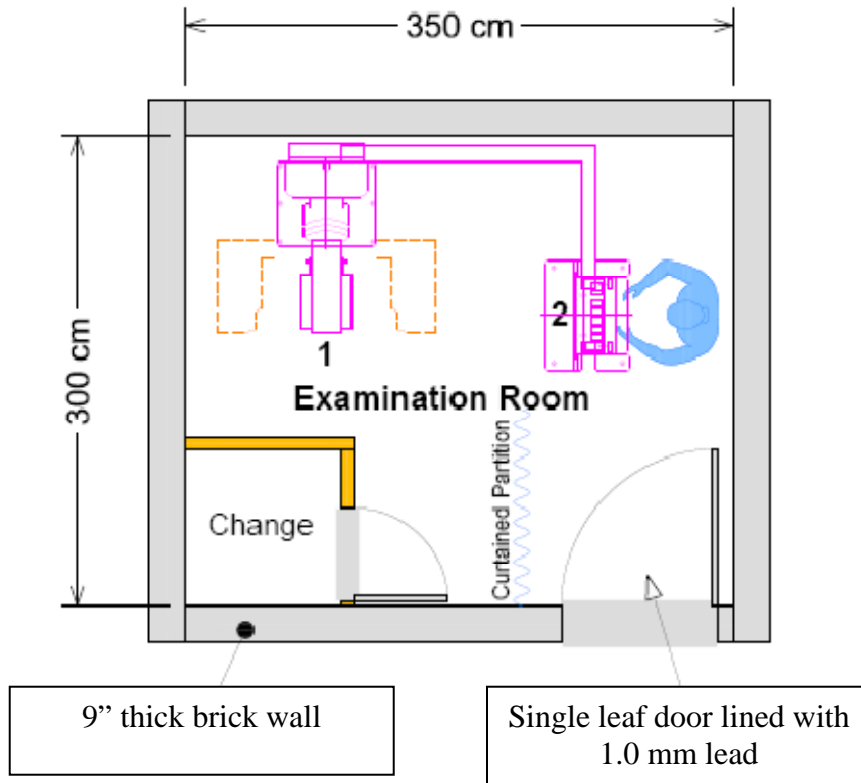 350 cm
300 cm
1
2
Examination Room
Curtained Partition
Change
9” thick brick wall
Single leaf door lined with
1.0 mm lead